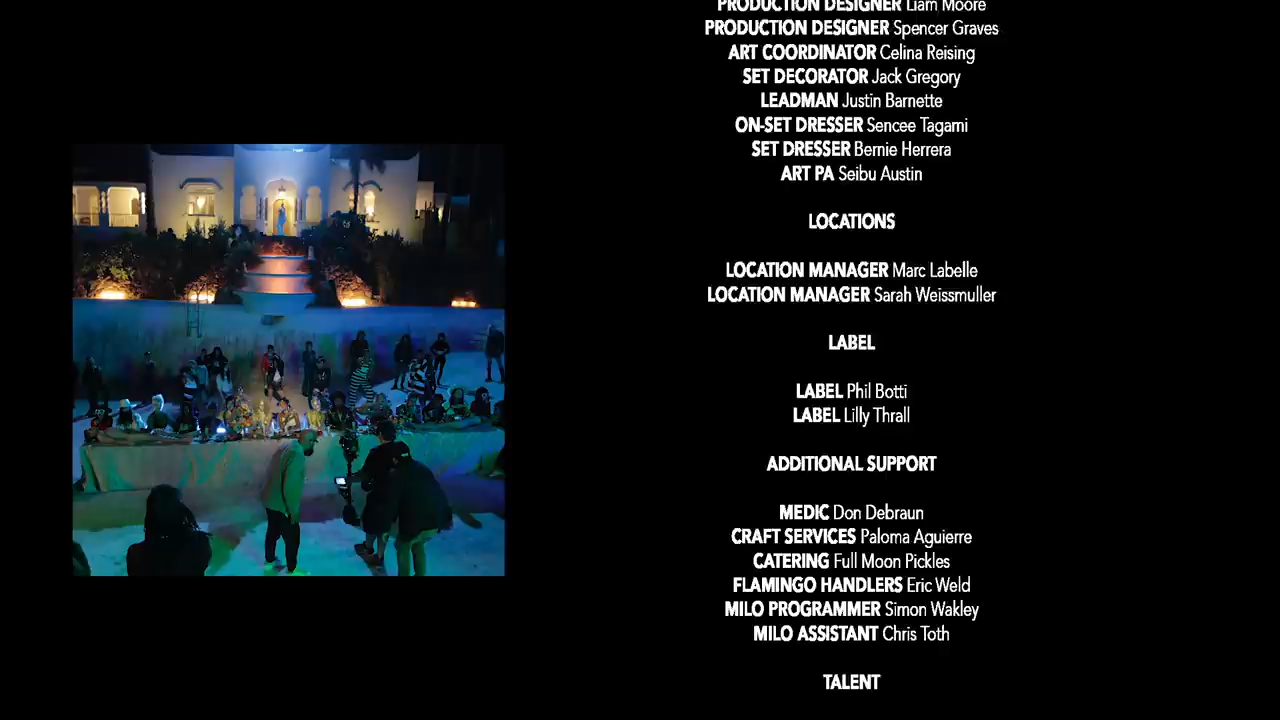 PRODUCTION DESIGNER Liam Moore
PRODUCTION DESIGNER Spencer Graves
ART COORDINATOR Celina Reising
SET DECORATOR Jack Gregory
LEADMAN Justin Barnette
ON-SET DRESSER Sencee Tagami
SET DRESSER Bernie Herrera
ART PA Seibu Austin
LOCATIONS
LOCATION MANAGER Marc Labelle
LOCATION MANAGER Sarah Weissmuller
LABEL
LABEL Phil Botti
LABEL Lilly Thrall
ADDITIONAL SUPPORT
MEDIC Don Debraun
CRAFT SERVICES Paloma Aguierre
CATERING Full Moon Pickles
FLAMINGO HANDLERS Eric Weld
MILO PROGRAMMER Simon Wakley
MILO ASSISTANT Chris Toth
TALENT